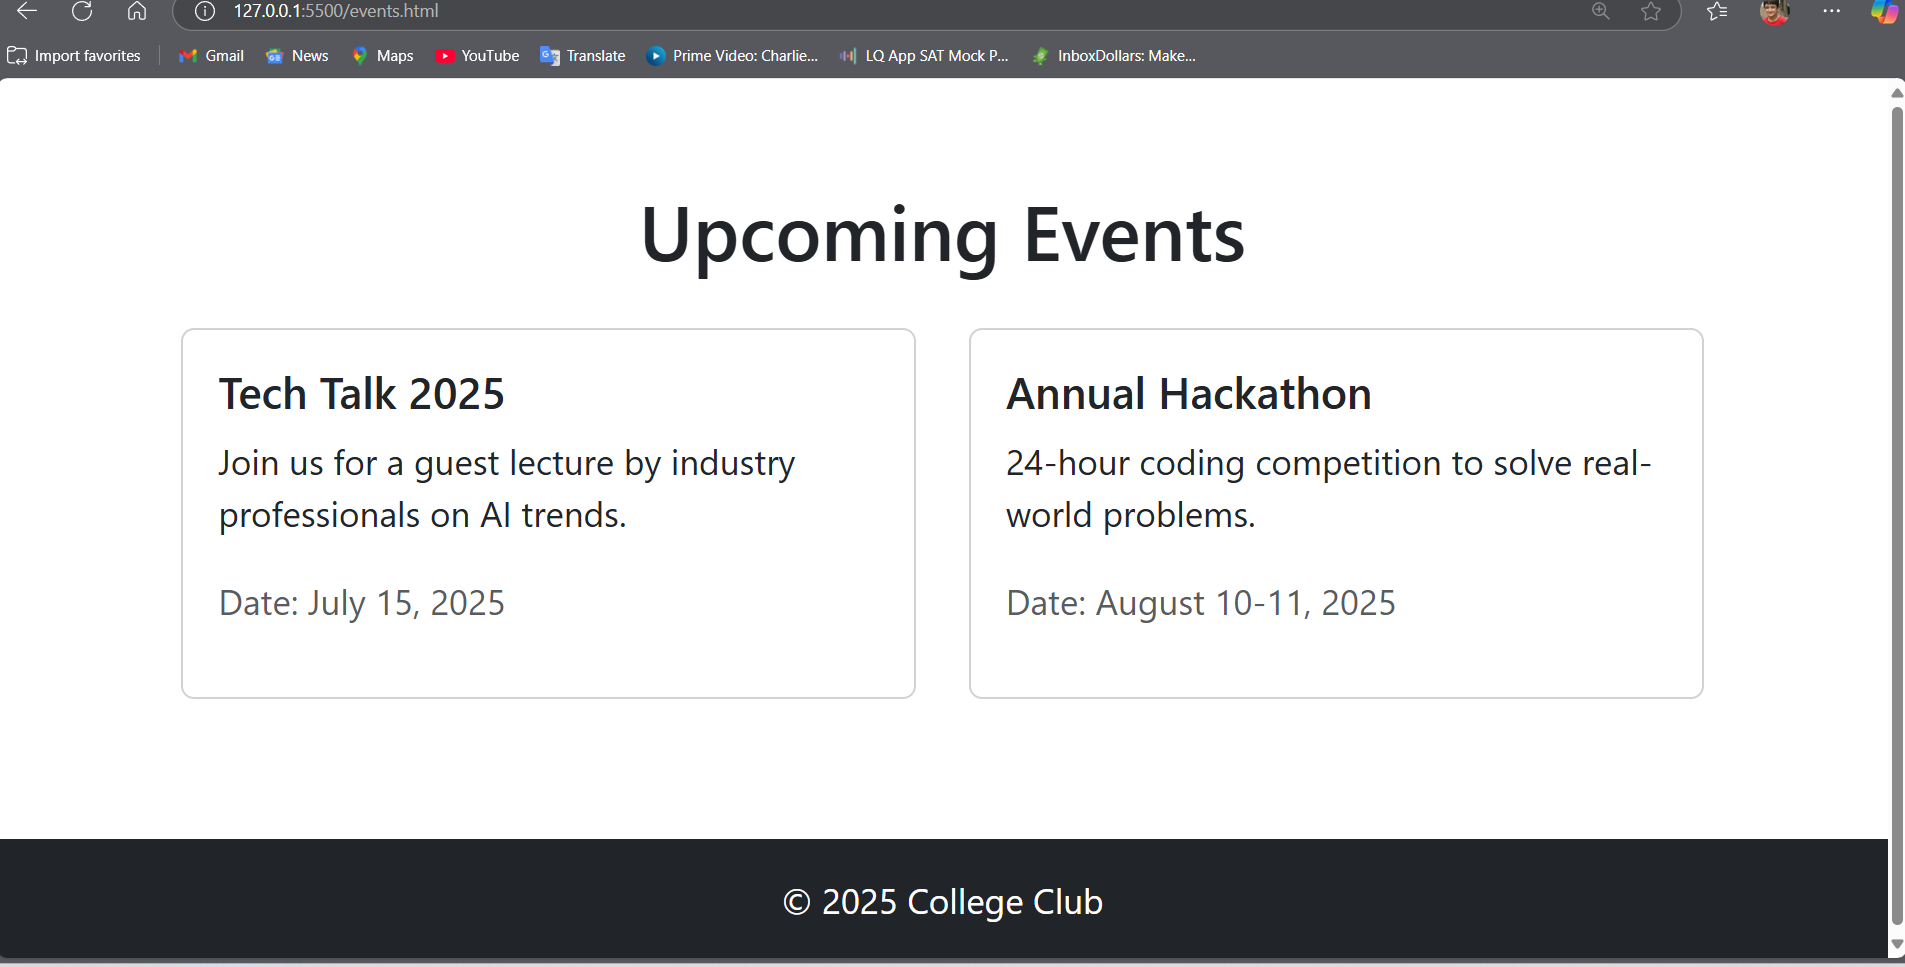 127.0.0.1:5500/events.html
Import favorites
Gmail
News
Maps
YouTube
Translate
Prime Video: Charlie...
LQ App SAT Mock P...
InboxDollars: Make...
Upcoming Events
Tech Talk 2025
Join us for a guest lecture by industry
professionals on AI trends.
Date: July 15, 2025
Annual Hackathon
24-hour coding competition to solve real-
world problems.
Date: August 10-11, 2025
© 2025 College Club